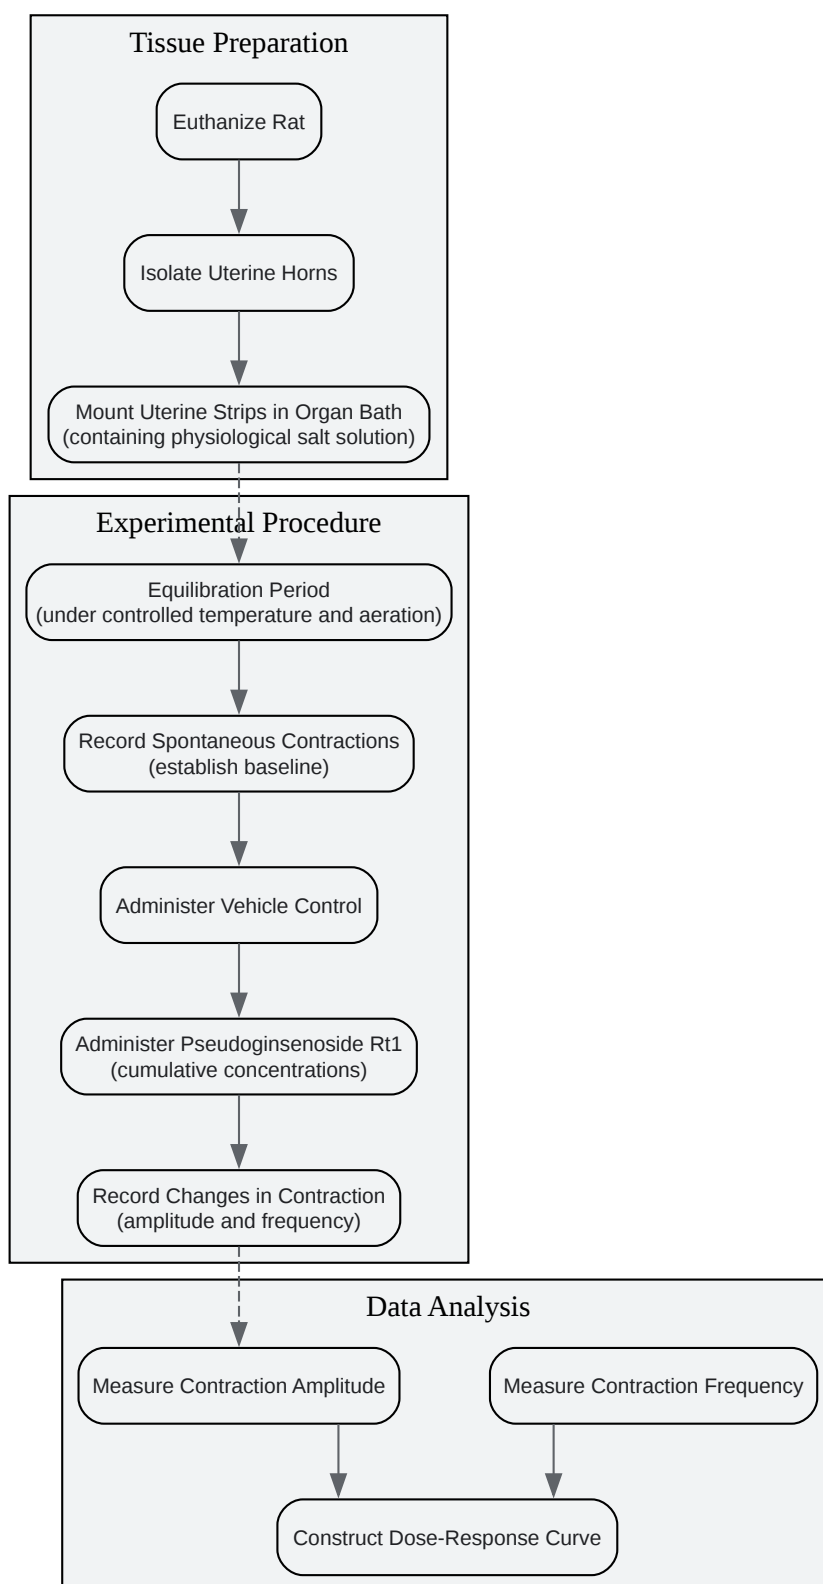 Tissue Preparation
Euthanize Rat
Isolate Uterine Horns
Mount Uterine Strips in Organ Bath
(containing physiological salt solution)
Experimental Procedure
Equilibration Period
(under controlled temperature and aeration)
Record Spontaneous Contractions
(establish baseline)
Administer Vehicle Control
Administer Pseudoginsenoside Rt1
(cumulative concentrations)
Record Changes in Contraction
(amplitude and frequency)
Data Analysis
Measure Contraction Amplitude
Measure Contraction Frequency
Construct Dose-Response Curve